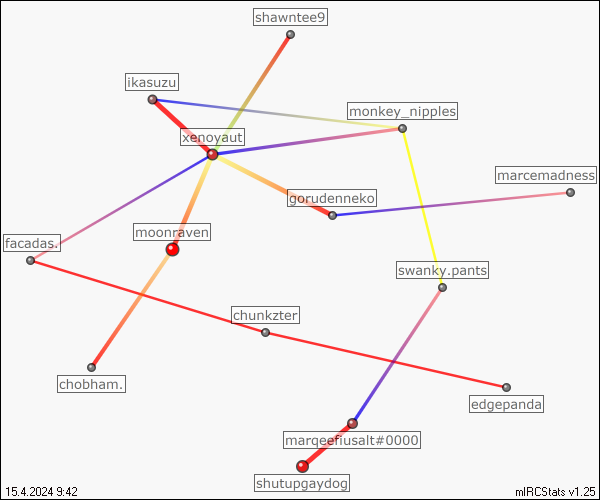 shawntee9
ikasuzu
monkey_nipples
xenoyaut
marcemadness
gorudenneko
moonraven
facadas.
swanky.pants
chunkzter
chobham.
edgepanda
marqeefiusalt#0000
shutupgaydog
15.4.2024 9:42
mIRCStats v1.25